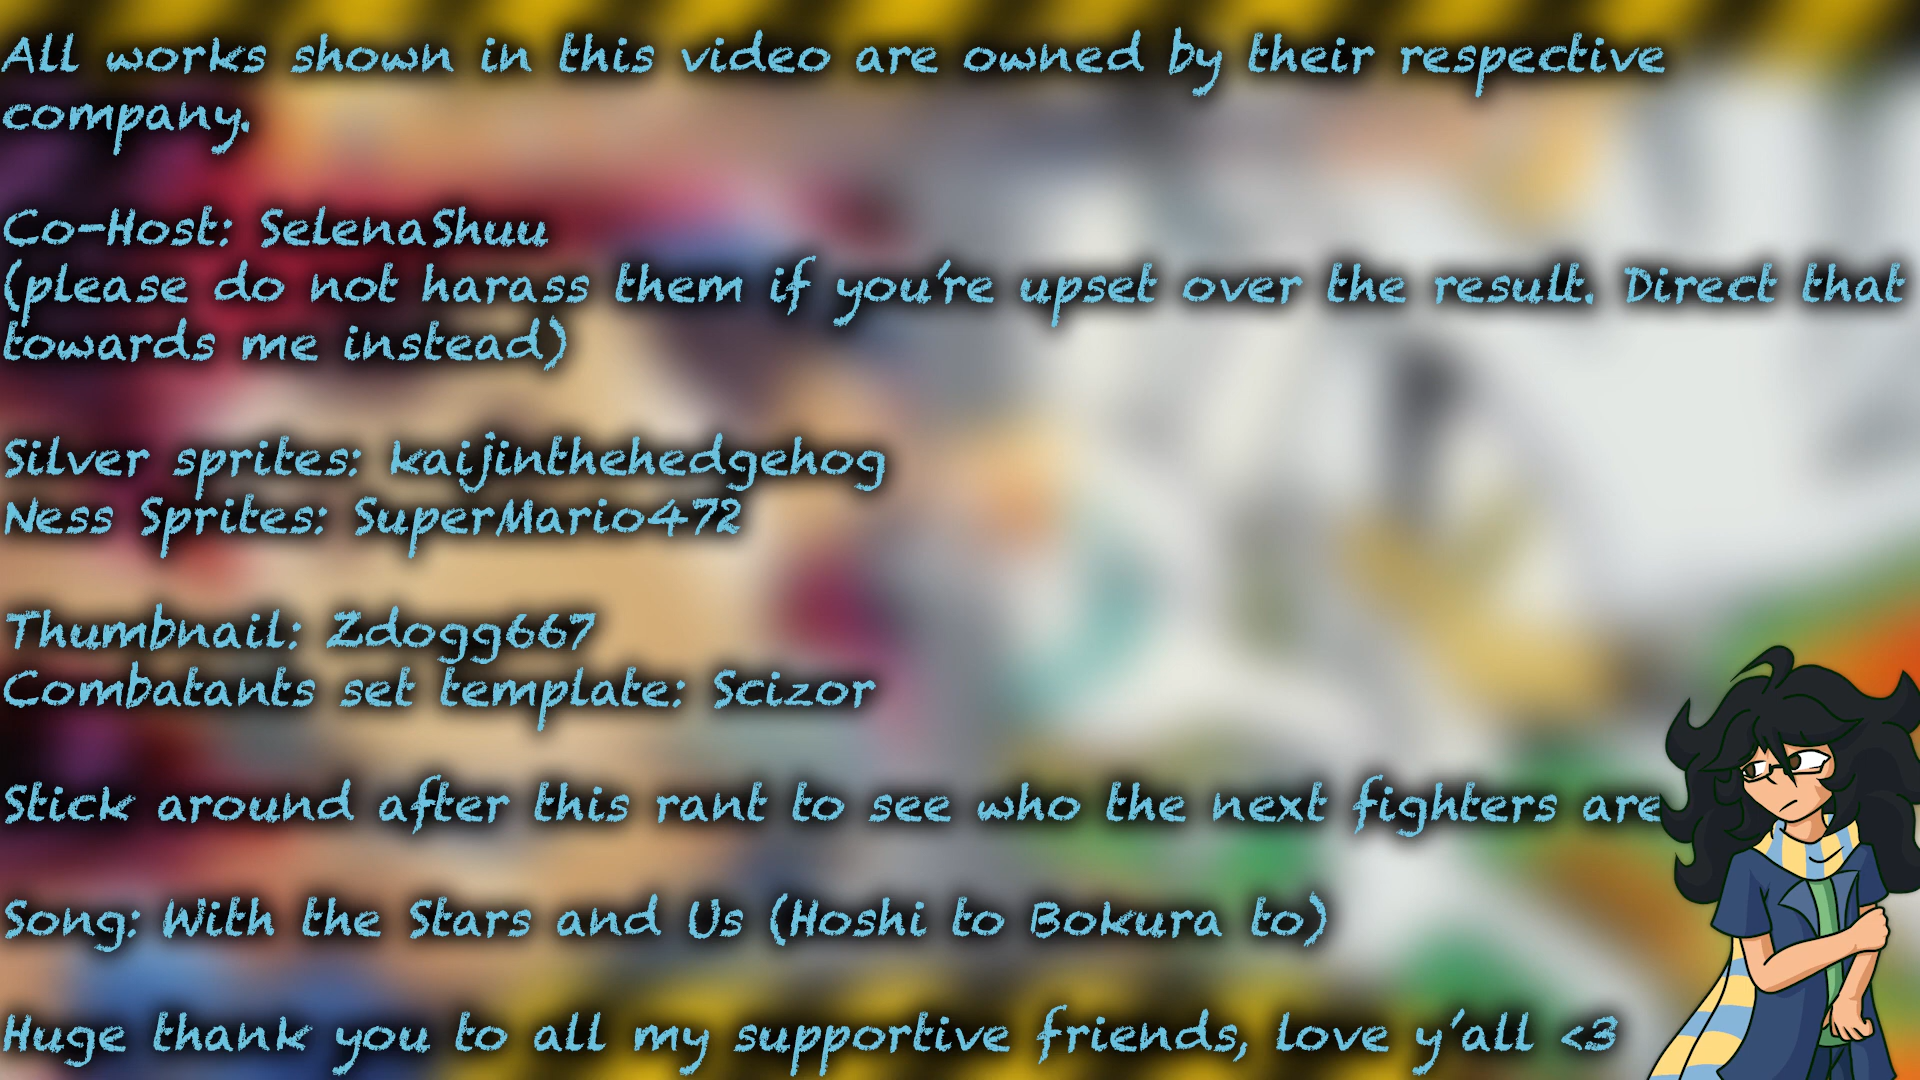 All works shown in this video are owned by their respective
company.
Co-Host: SelenaShuu
(please do not harass them if you're upset over the result. Direct that
towards me instead)
Silver sprites: kaijinthehedgehog
Ness Sprites: SuperMario472
Thumbnail: Zdogg667
Combatants set template: Scizor
Stick around after this rant to see who the next fighters are
Song: With the Stars and Us (Hoshi to Bokura to)
Huge thank you to all my supportive friends, love y'all <3